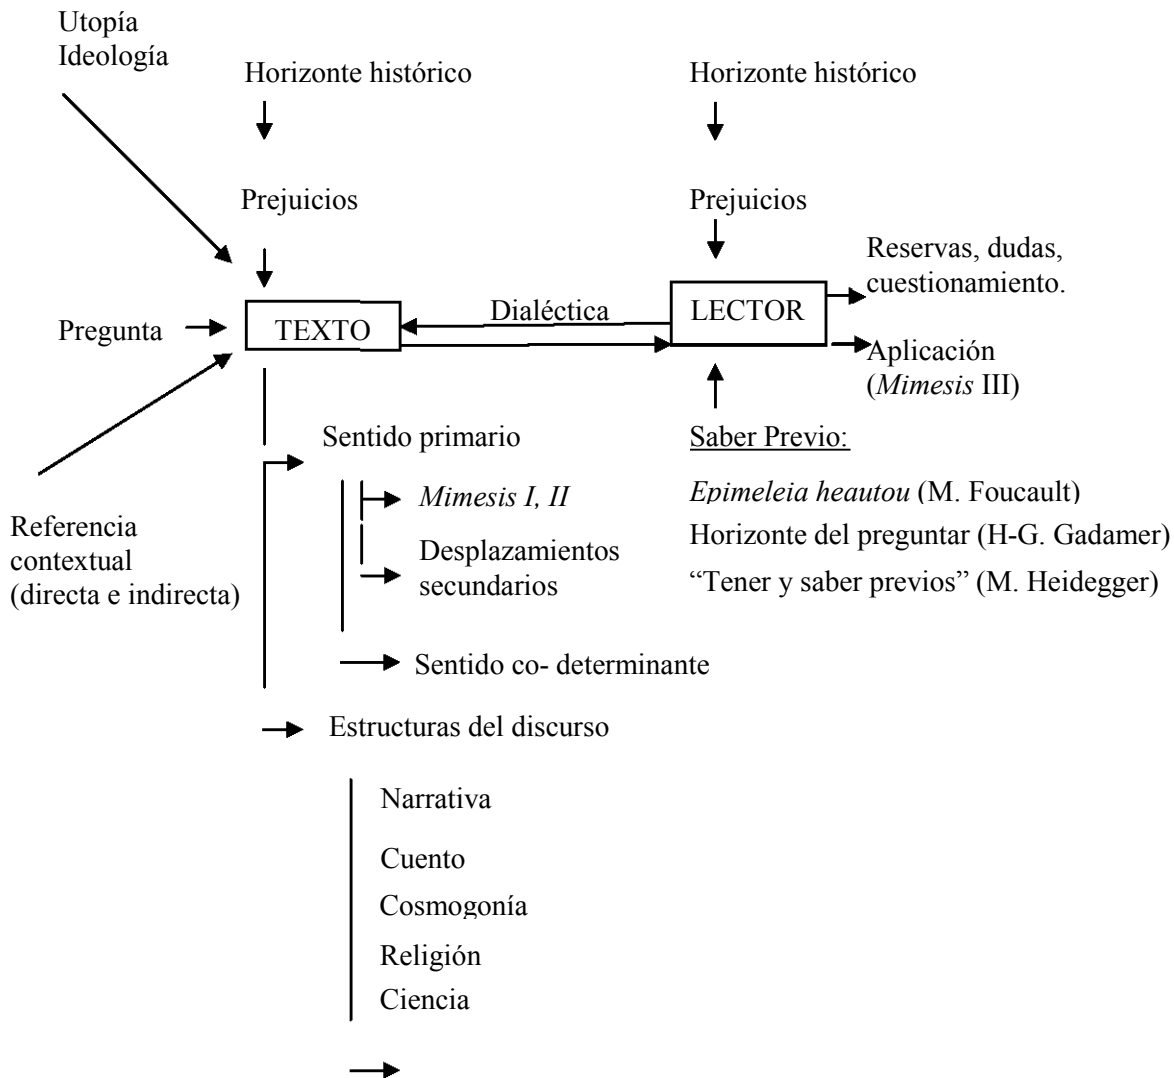 Utopía
Ideología
Horizonte histórico
Horizonte histórico
Prejuicios
Prejuicios
Reservas, dudas,
cuestionamiento.
Dialéctica
LECTOR
Pregunta
TEXTO
Aplicación
(Mimesis III)
Sentido primario
Saber Previo:
Mimesis I, II
Epimeleia heautou (M. Foucault)
Referencia
contextual
(directa e indirecta)
Desplazamientos
secundarios
Horizonte del preguntar (H-G. Gadamer)
“Tener y saber previos” (M. Heidegger)
Sentido co- determinante
Estructuras del discurso
Narrativa
Cuento
Cosmogonía
Religión
Ciencia